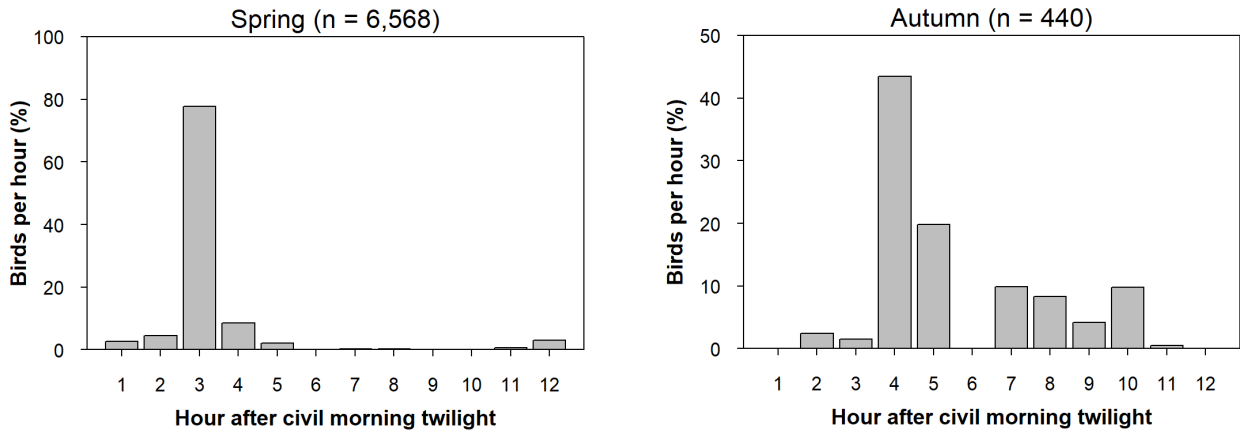 Spring (n = 6,568)
100
80
60
40
20
0
Birds per hour (%)
1 2 3 4 5 6 7 8 9 10 11 12
Hour after civil morning twilight
Autumn (n = 440)
50
40
30
20
10
0
Birds per hour (%)
1 2 3 4 5 6 7 8 9 10 11 12
Hour after civil morning twilight